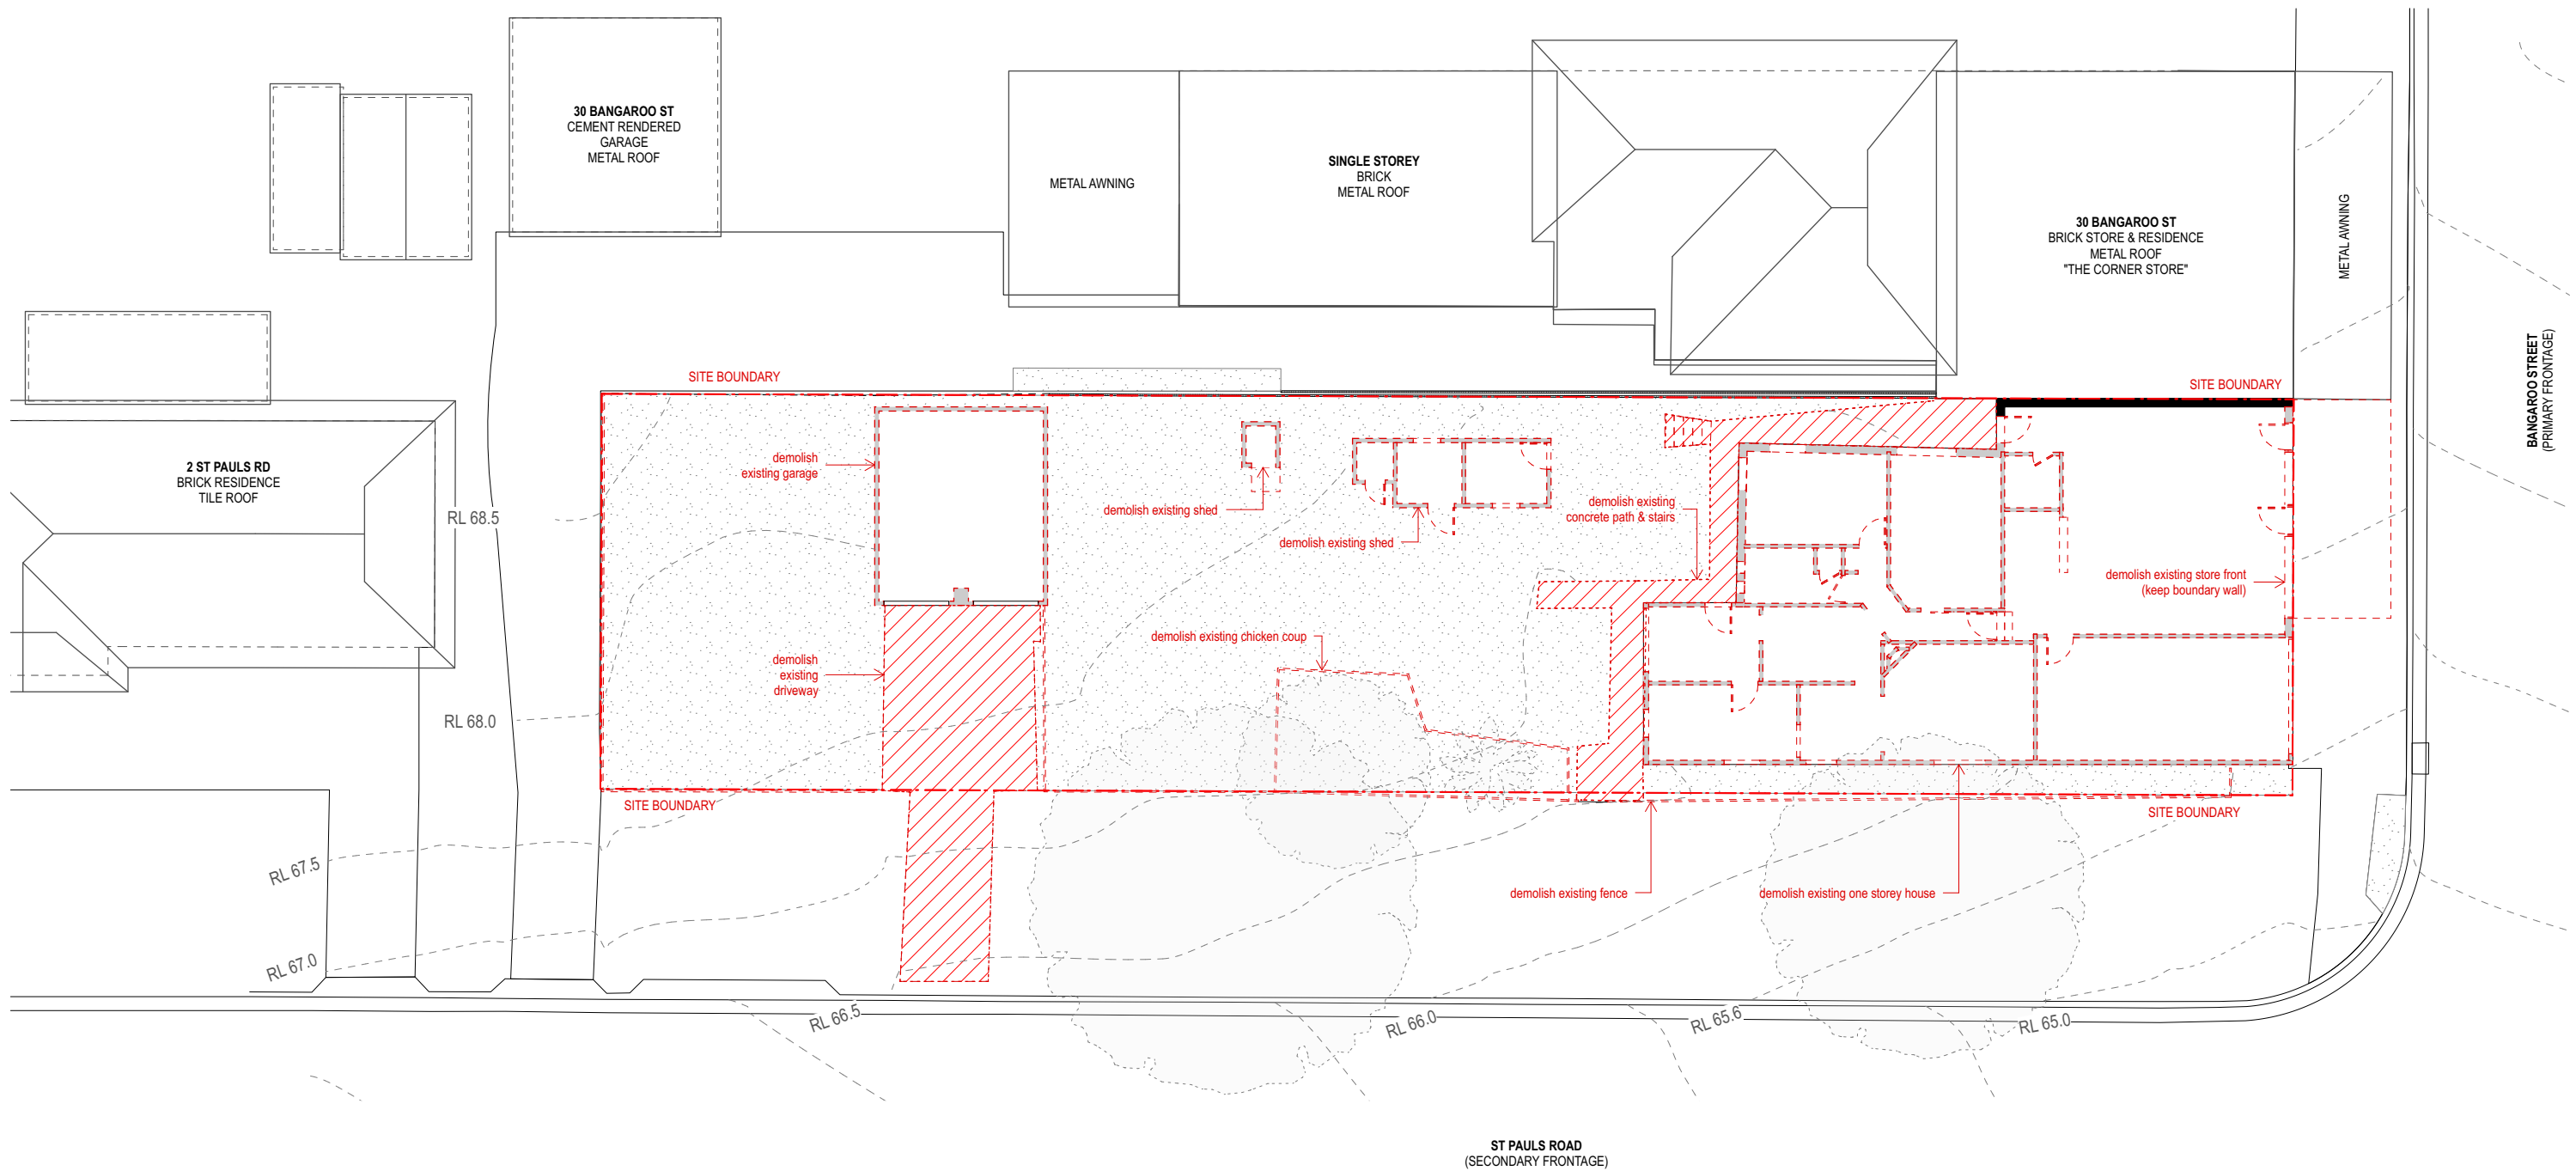 30 BANGAROO ST
CEMENT RENDERED
GARAGE
METAL ROOF
METAL AWNING
SINGLE STOREY
BRICK
METAL ROOF
30 BANGAROO ST
BRICK STORE & RESIDENCE
METAL ROOF
"THE CORNER STORE"
METAL AWNING
BANGAROO STREET
(PRIMARY FRONTAGE)
SITE BOUNDARY
SITE BOUNDARY
2 ST PAULS RD
BRICK RESIDENCE
TILE ROOF
demolish
existing garage
RL 68.5
demolish existing shed
demolish existing shed
demolish existing
concrete path & stairs
demolish existing store front
(keep boundary wall)
demolish existing chicken coup
demolish
existing
driveway
RL 68.0
SITE BOUNDARY
SITE BOUNDARY
RL 67.5
demolish existing fence
demolish existing one storey house
RL 67.0
RL 66.5
RL 66.0
RL 65.6
RL 65.0
ST PAULS ROAD
(SECONDARY FRONTAGE)